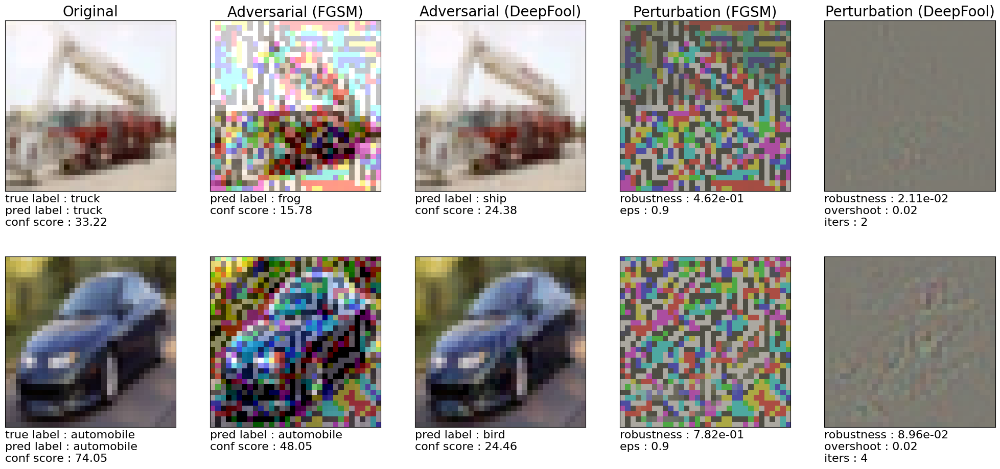 Original
Adversarial (FGSM)
Adversarial (DeepFool)
Perturbation (FGSM)
Perturbation (DeepFool)
true label : truck
pred label : truck
conf score : 33.22
pred label : frog
conf score : 15.78
pred label : ship
conf score : 24.38
robustness : 4.62e-01
eps : 0.9
robustness : 2.11e-02
overshoot : 0.02
iters : 2
true label : automobile
pred label : automobile
conf score : 74.05
pred label : automobile
conf score : 48.05
pred label : bird
conf score : 24.46
robustness : 7.82e-01
eps : 0.9
robustness : 8.96e-02
overshoot : 0.02
iters : 4